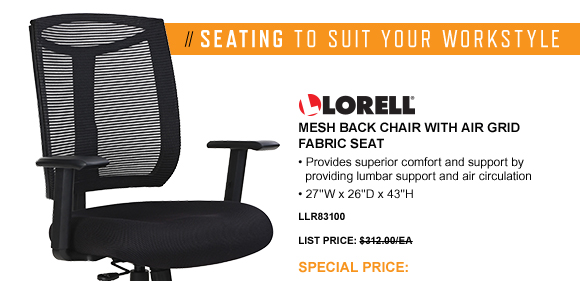 // SEATING TO SUIT YOUR WORKSTYLE
LORELL®
MESH BACK CHAIR WITH AIR GRID
FABRIC SEAT
• Provides superior comfort and support by
providing lumbar support and air circulation
• 27"W x 26"D x 43"H
LLR83100
LIST PRICE: $312.00/EA
SPECIAL PRICE: